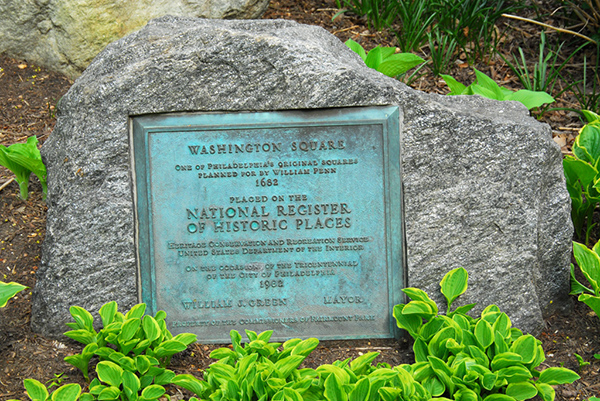 WASHINGTON SQUARE
ONE OF PHILADELPHIA'S ORIGINAL SQUARES
PLANNED FOR BY WILLIAM PENN
1682
PLACED ON THE
NATIONAL REGISTER
OF HISTORIC PLACES
HERITAGE CONSERVATION AND RECREATION SERVICE
UNITED STATES DEPARTMENT OF THE INTERIOR
ON THE OCCASION OF THE TRICENTENNIAL
OF THE CITY OF PHILADELPHIA
1982
WILLIAM J. GREEN MAYOR
OF FAIRMOUNT PARK